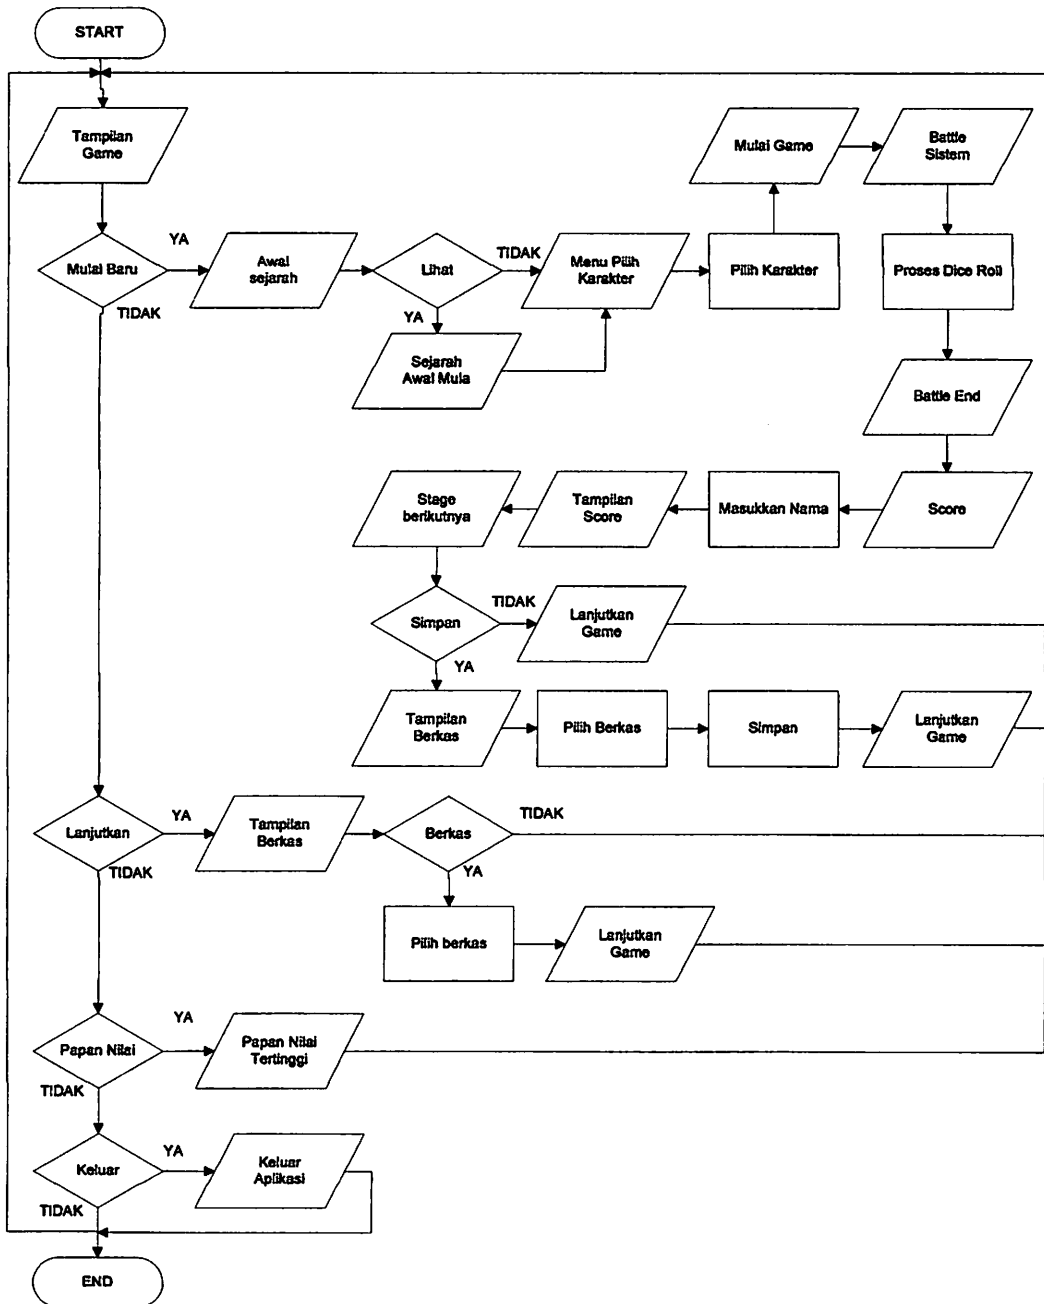 START
Tampilan
Game
Mulai Game
Battle
Sistem
Mulai Baru
YA
TIDAK
Awal
sejarah
Lihat
TIDAK
YA
Menu Pilih
Karakter
Pilih Karakter
Proses Dice Roll
Sejarah
Awal Mula
Battle End
Stage
berikutnya
Tampilan
Score
Masukkan Nama
Score
Simpan
TIDAK
YA
Lanjutkan
Game
Tampilan
Berkas
Pilih Berkas
Simpan
Lanjutkan
Game
Lanjutkan
YA
TIDAK
Tampilan
Berkas
Berkas
TIDAK
YA
Pilih berkas
Lanjutkan
Game
Papan Nilai
YA
TIDAK
Papan Nilai
Tertinggi
Keluar
YA
TIDAK
Keluar
Aplikasi
END